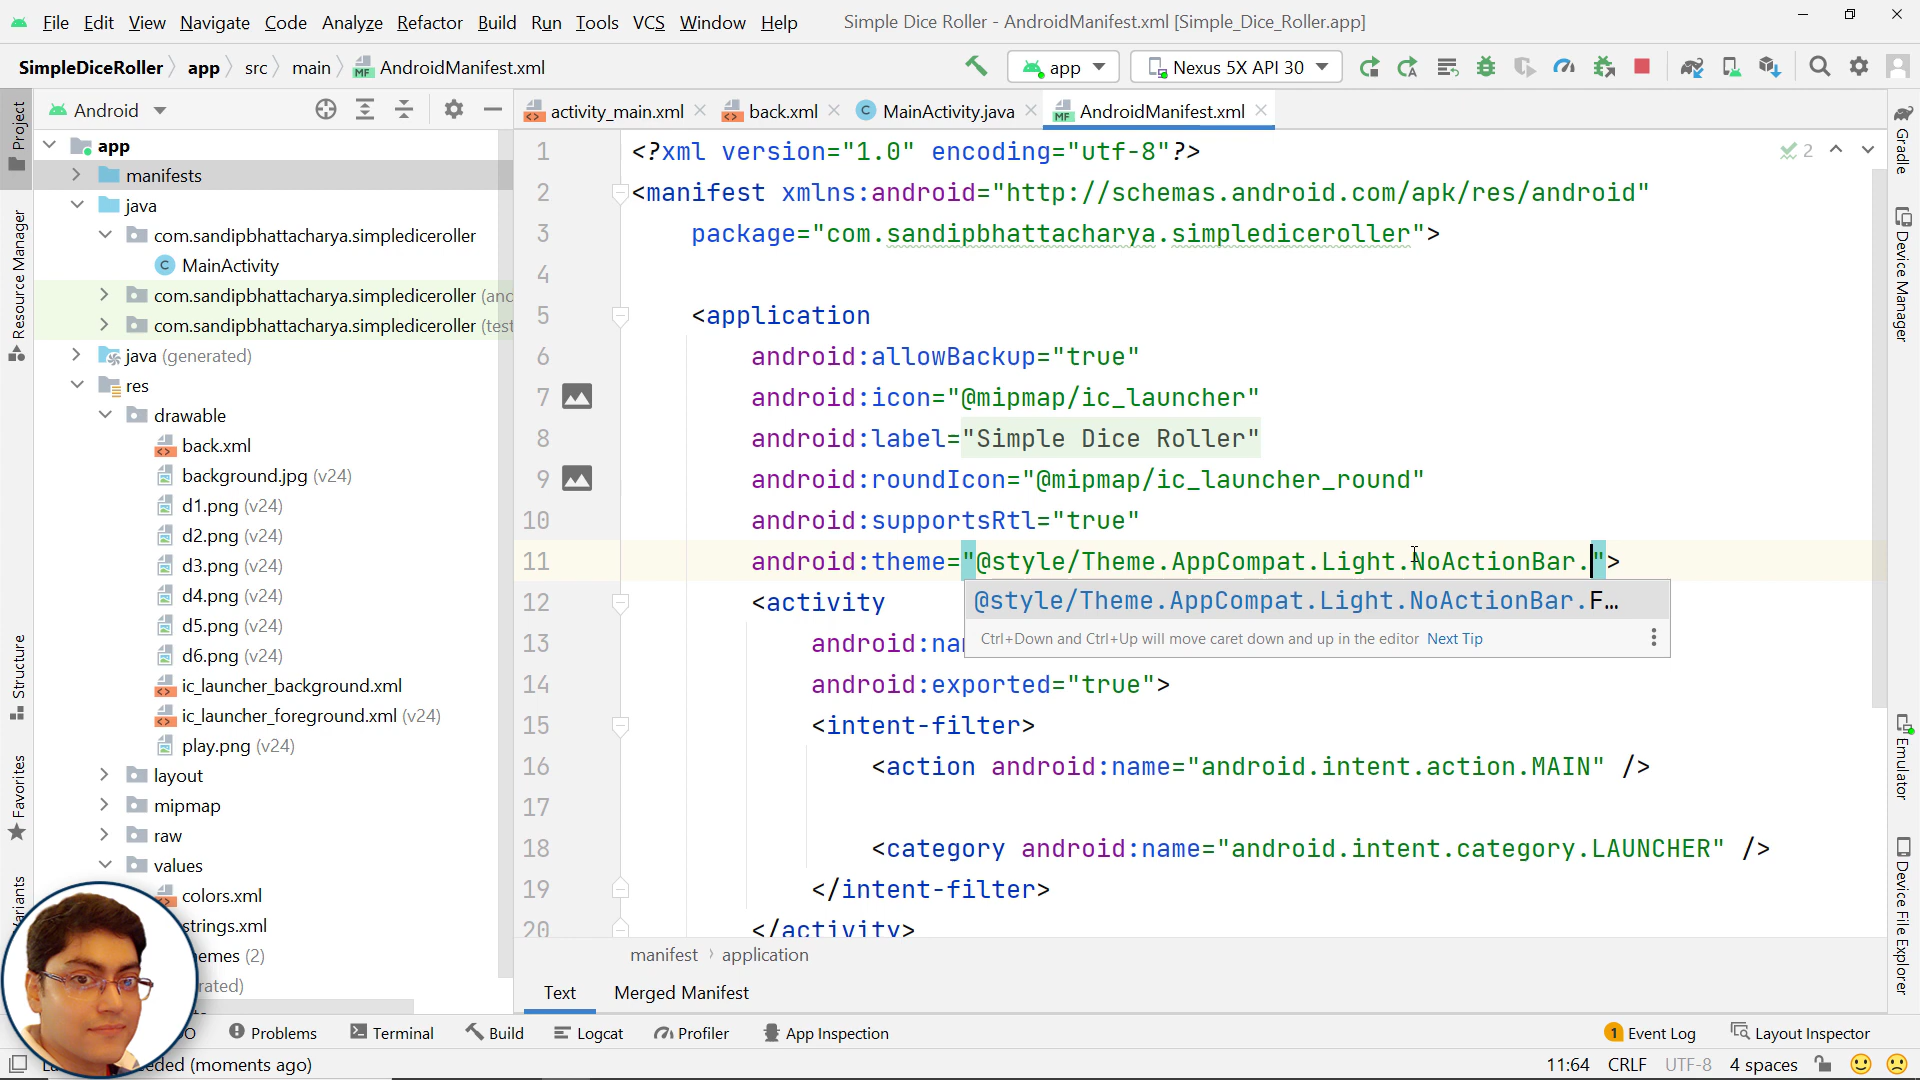 File Edit View Navigate Code Analyze Refactor Build Run Tools VCS Window Help Simple Dice Roller - AndroidManifest.xml [Simple_Dice_Roller.app]
SimpleDiceRoller app src main AndroidManifest.xml app Nexus 5X API 30
Android
activity_main.xml back.xml MainActivity.java AndroidManifest.xml
Project
Resource Manager
Structure
Favorites
app
manifests
java
com.sandipbhattacharya.simplediceroller
MainActivity
com.sandipbhattacharya.simplediceroller
com.sandipbhattacharya.simplediceroller
java (generated)
res
drawable
back.xml
background.jpg (v24)
d1.png (v24)
d2.png (v24)
d3.png (v24)
d4.png (v24)
d5.png (v24)
d6.png (v24)
ic_launcher_background.xml
ic_launcher_foreground.xml (v24)
play.png (v24)
layout
mipmap
raw
values
colors.xml
strings.xml
(2)
2
1 <?xml version="1.0" encoding="utf-8"?>
2 <manifest xmlns:android="http://schemas.android.com/apk/res/android"
3 package="com.sandipbhattacharya.simplediceroller">
4
5 <application
6 android:allowBackup="true"
7 android:icon="@mipmap/ic_launcher"
8 android:label="Simple Dice Roller"
9 android:roundIcon="@mipmap/ic_launcher_round"
10 android:supportsRtl="true"
11 android:theme="@style/Theme.AppCompat.Light.NoActionBar.">
12 <activity
@style/Theme.AppCompat.Light.NoActionBar.F…
Ctrl+Down and Ctrl+Up will move caret down and up in the editor Next Tip
13 android:na
14 android:exported="true">
15 <intent-filter>
16 <action android:name="android.intent.action.MAIN" />
17
18 <category android:name="android.intent.category.LAUNCHER" />
19 </intent-filter>
20 </activity>
manifest application
Text Merged Manifest
Gradle
Device Manager
Emulator
Device File Explorer
Problems Terminal Build Logcat Profiler App Inspection 1 Event Log Layout Inspector
(moments ago) 11:64 CRLF UTF-8 4 spaces